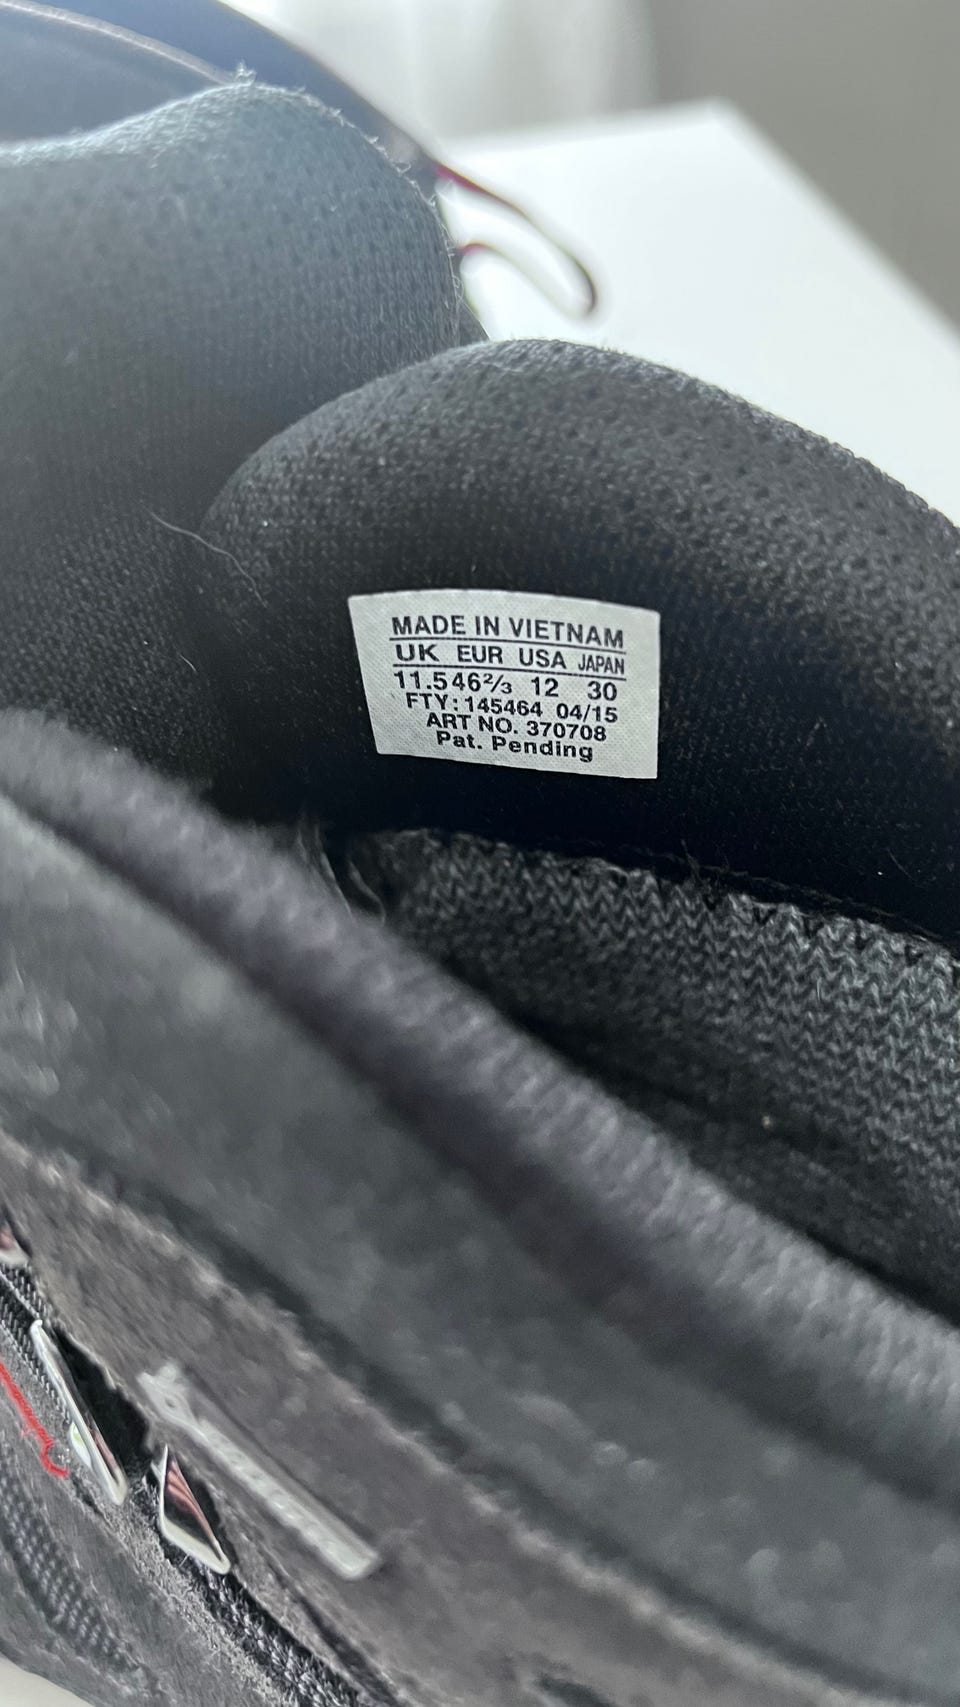 MADE IN VIETNAM
UK EUR USA JAPAN
11.5 46⅔ 12 30
FTY: 145464 04/15
ART NO. 370708
Pat. Pending